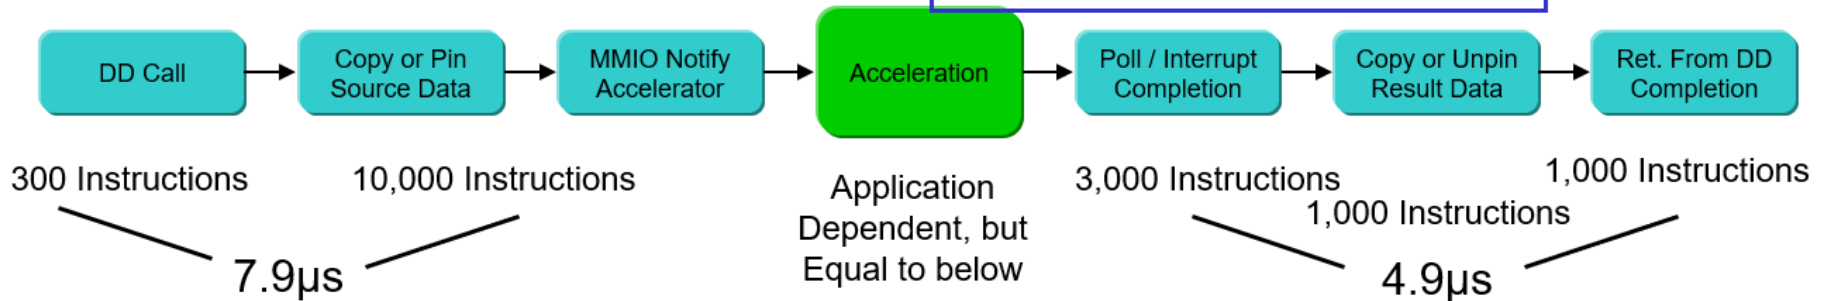 DD Call
Copy or Pin
Source Data
MMIO Notify
Accelerator
Acceleration
Poll / Interrupt
Completion
Copy or Unpin
Result Data
Ret. From DD
Completion
300 Instructions
10,000 Instructions
Application
Dependent, but
Equal to below
3,000 Instructions
1,000 Instructions
1,000 Instructions
7.9µs
4.9µs